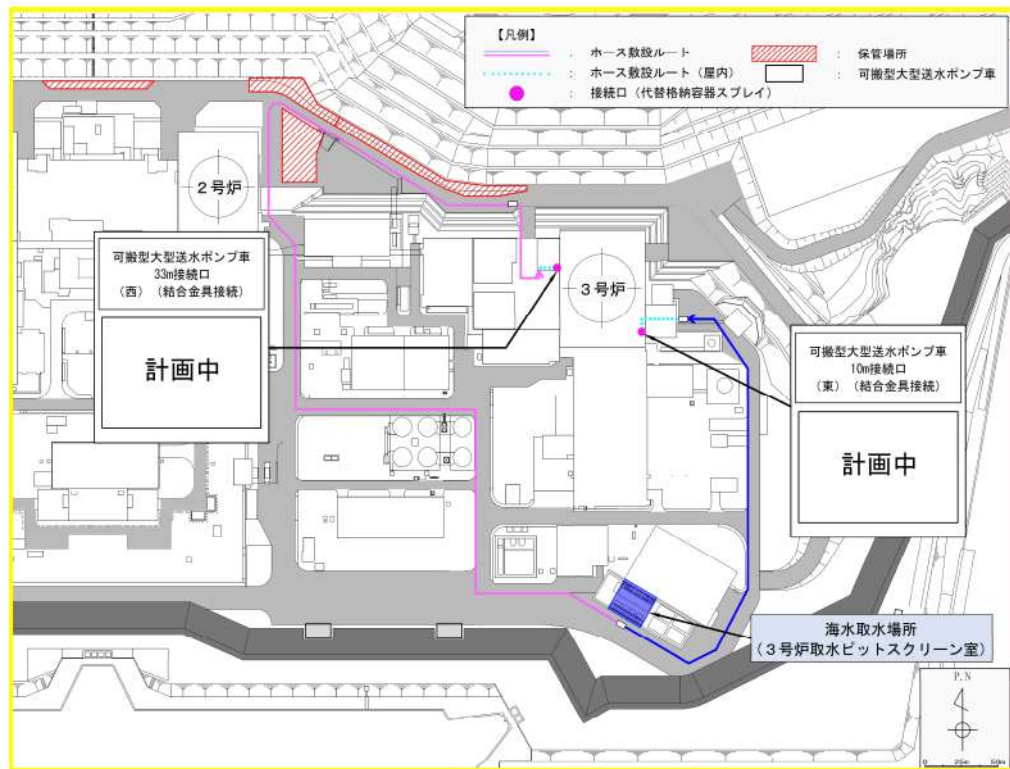 【凡例】
: ホース敷設ルート
: ホース敷設ルート（屋内）
: 接続口（代替格納容器スプレイ）
: 保管場所
: 可搬型大型送水ポンプ車
2号炉
可搬型大型送水ポンプ車
33m接続口
（西）（結合金具接続）
計画中
3号炉
可搬型大型送水ポンプ車
10m接続口
（東）（結合金具接続）
計画中
海水取水場所
（３号炉取水ピットスクリーン室）
P.N
0 25m 50m